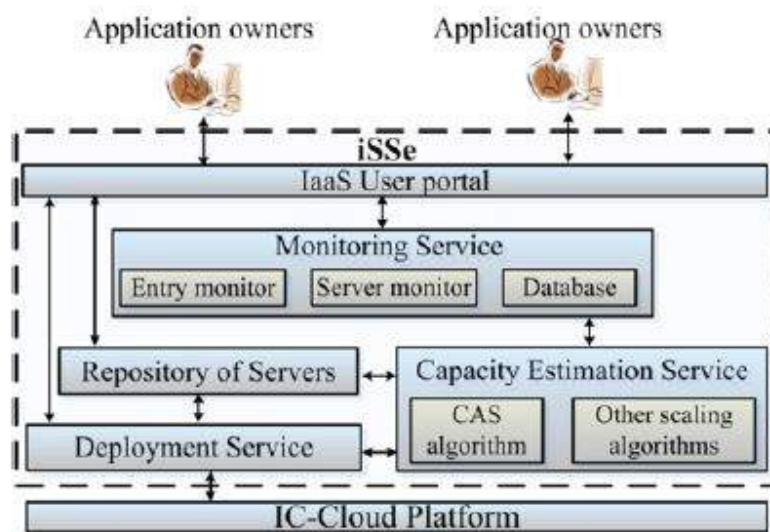 Application owners
Application owners
iSSe
IaaS User portal
Monitoring Service
Entry monitor
Server monitor
Database
Repository of Servers
Capacity Estimation Service
CAS
algorithm
Other scaling
algorithms
Deployment Service
IC-Cloud Platform